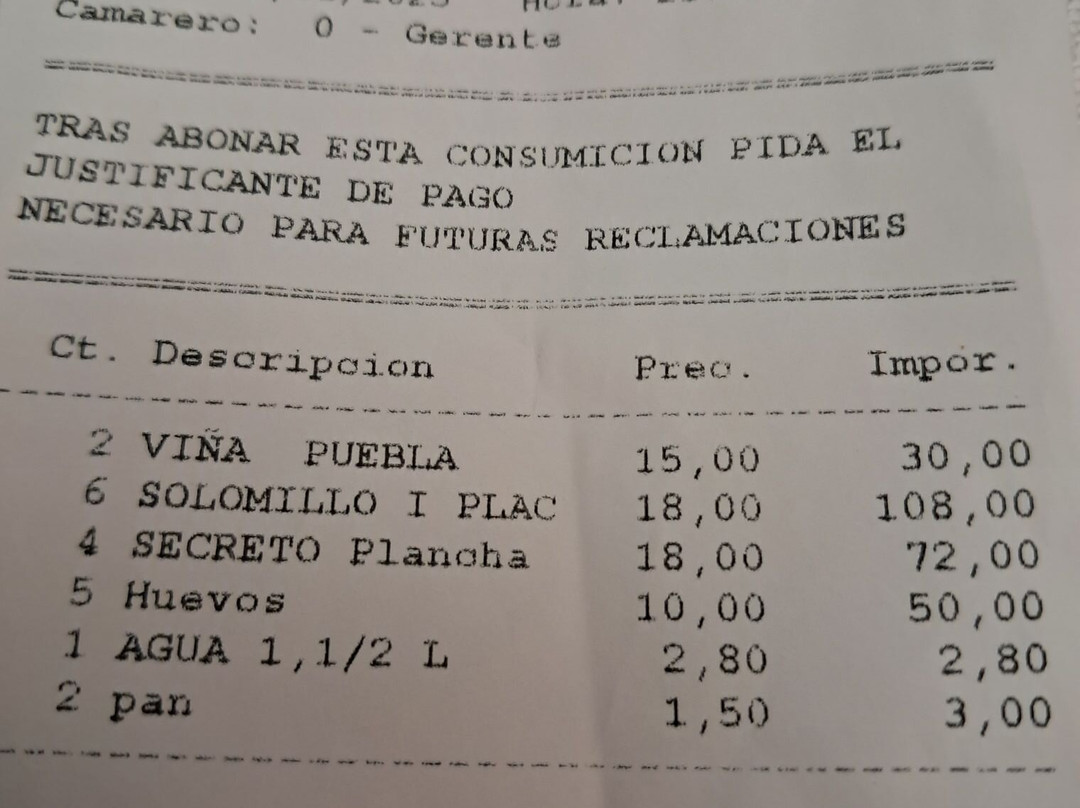 Camarero: 0 - Gerente
TRAS ABONAR ESTA CONSUMICION PIDA EL
JUSTIFICANTE DE PAGO
NECESARIO PARA FUTURAS RECLAMACIONES
Ct. Descripcion Prec. Impor.
2 VIÑA PUEBLA 15,00 30,00
6 SOLOMILLO I PLAC 18,00 108,00
4 SECRETO Plancha 18,00 72,00
5 Huevos 10,00 50,00
1 AGUA 1,1/2 L 2,80 2,80
2 pan 1,50 3,00